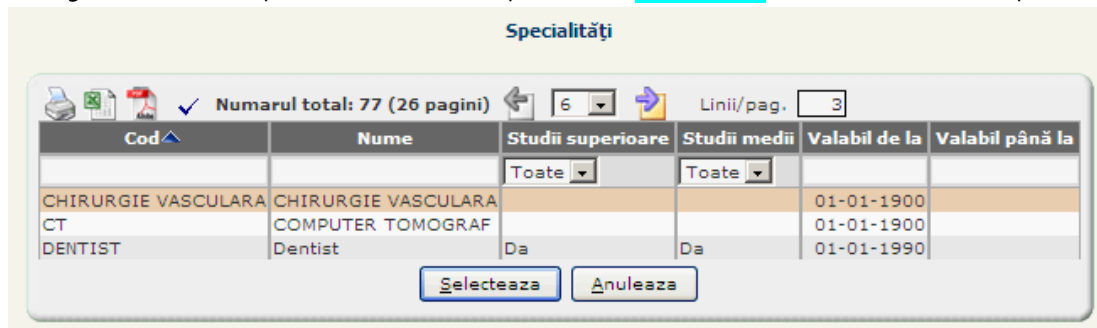 Specialităţi
Numarul total: 77 (26 pagini) 6 Linii/pag. 3
Cod Nume Studii superioare Studii medii Valabil de la Valabil până la
Toate Toate
CHIRURGIE VASCULARA CHIRURGIE VASCULARA 01-01-1900
CT COMPUTER TOMOGRAF 01-01-1900
DENTIST Dentist Da Da 01-01-1990
Selecteaza Anuleaza